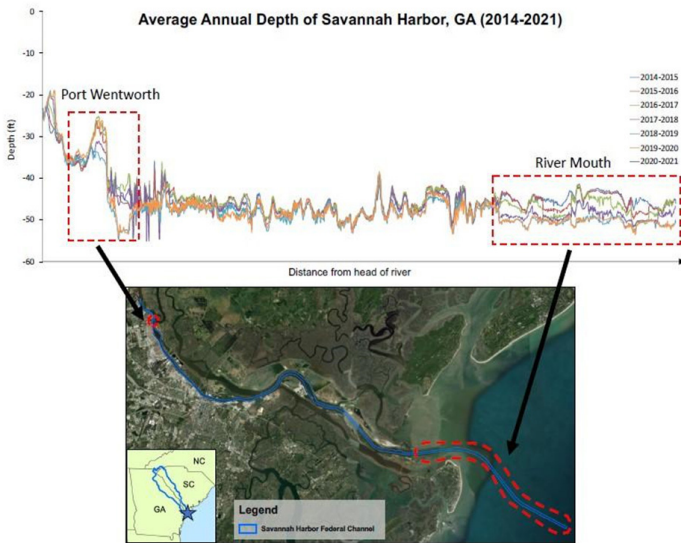 Average Annual Depth of Savannah Harbor, GA (2014-2021)
0
-10
-20
-30
-40
-50
-60
Depth (ft)
Port Wentworth
2014-2015
2015-2016
2016-2017
2017-2018
2018-2019
2019-2020
2020-2021
River Mouth
Distance from head of river
NC
SC
GA
Legend
Savannah Harbor Federal Channel